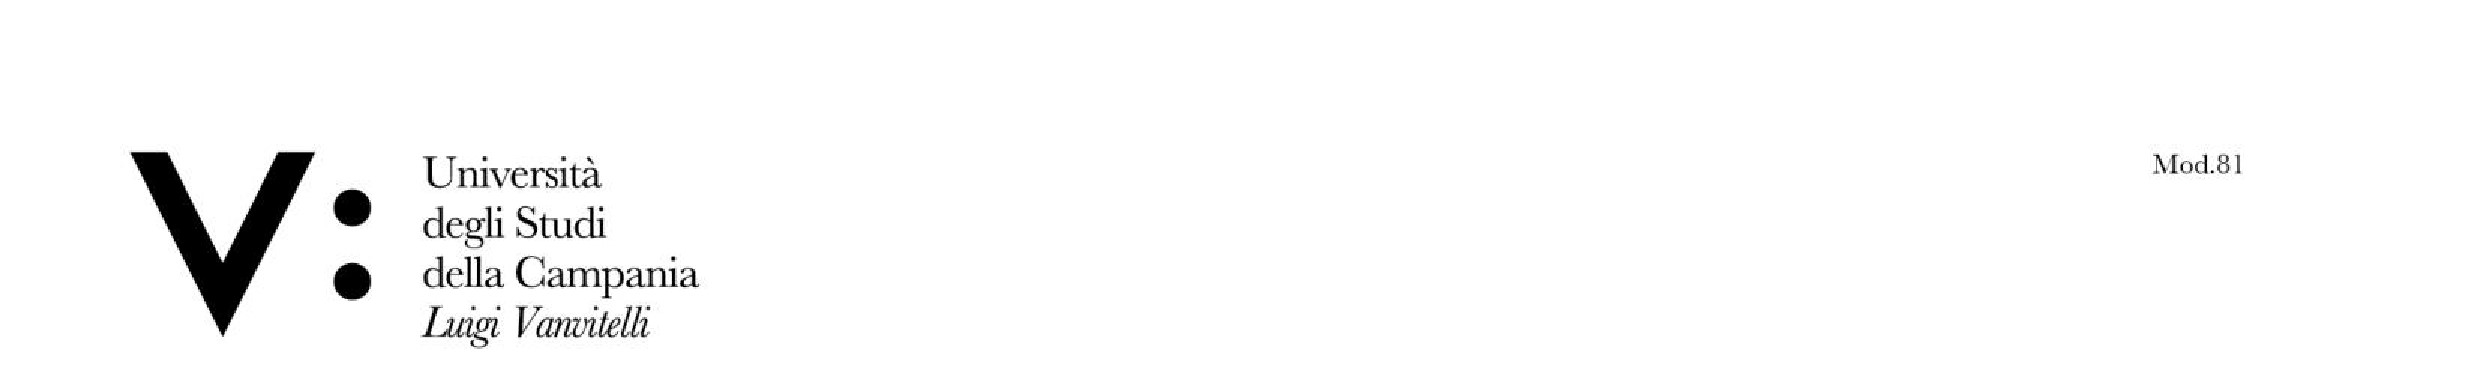 V:
Università
degli Studi
della Campania
Luigi Vanvitelli
Mod.81